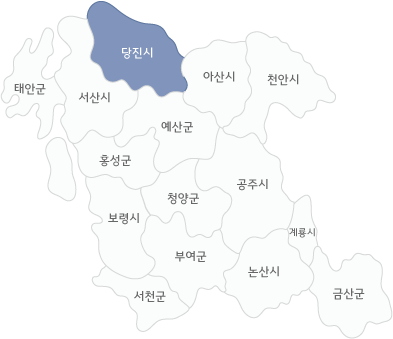 당진시
아산시
천안시
태안군
서산시
예산군
홍성군
공주시
청양군
보령시
계룡시
부여군
논산시
서천군
금산군